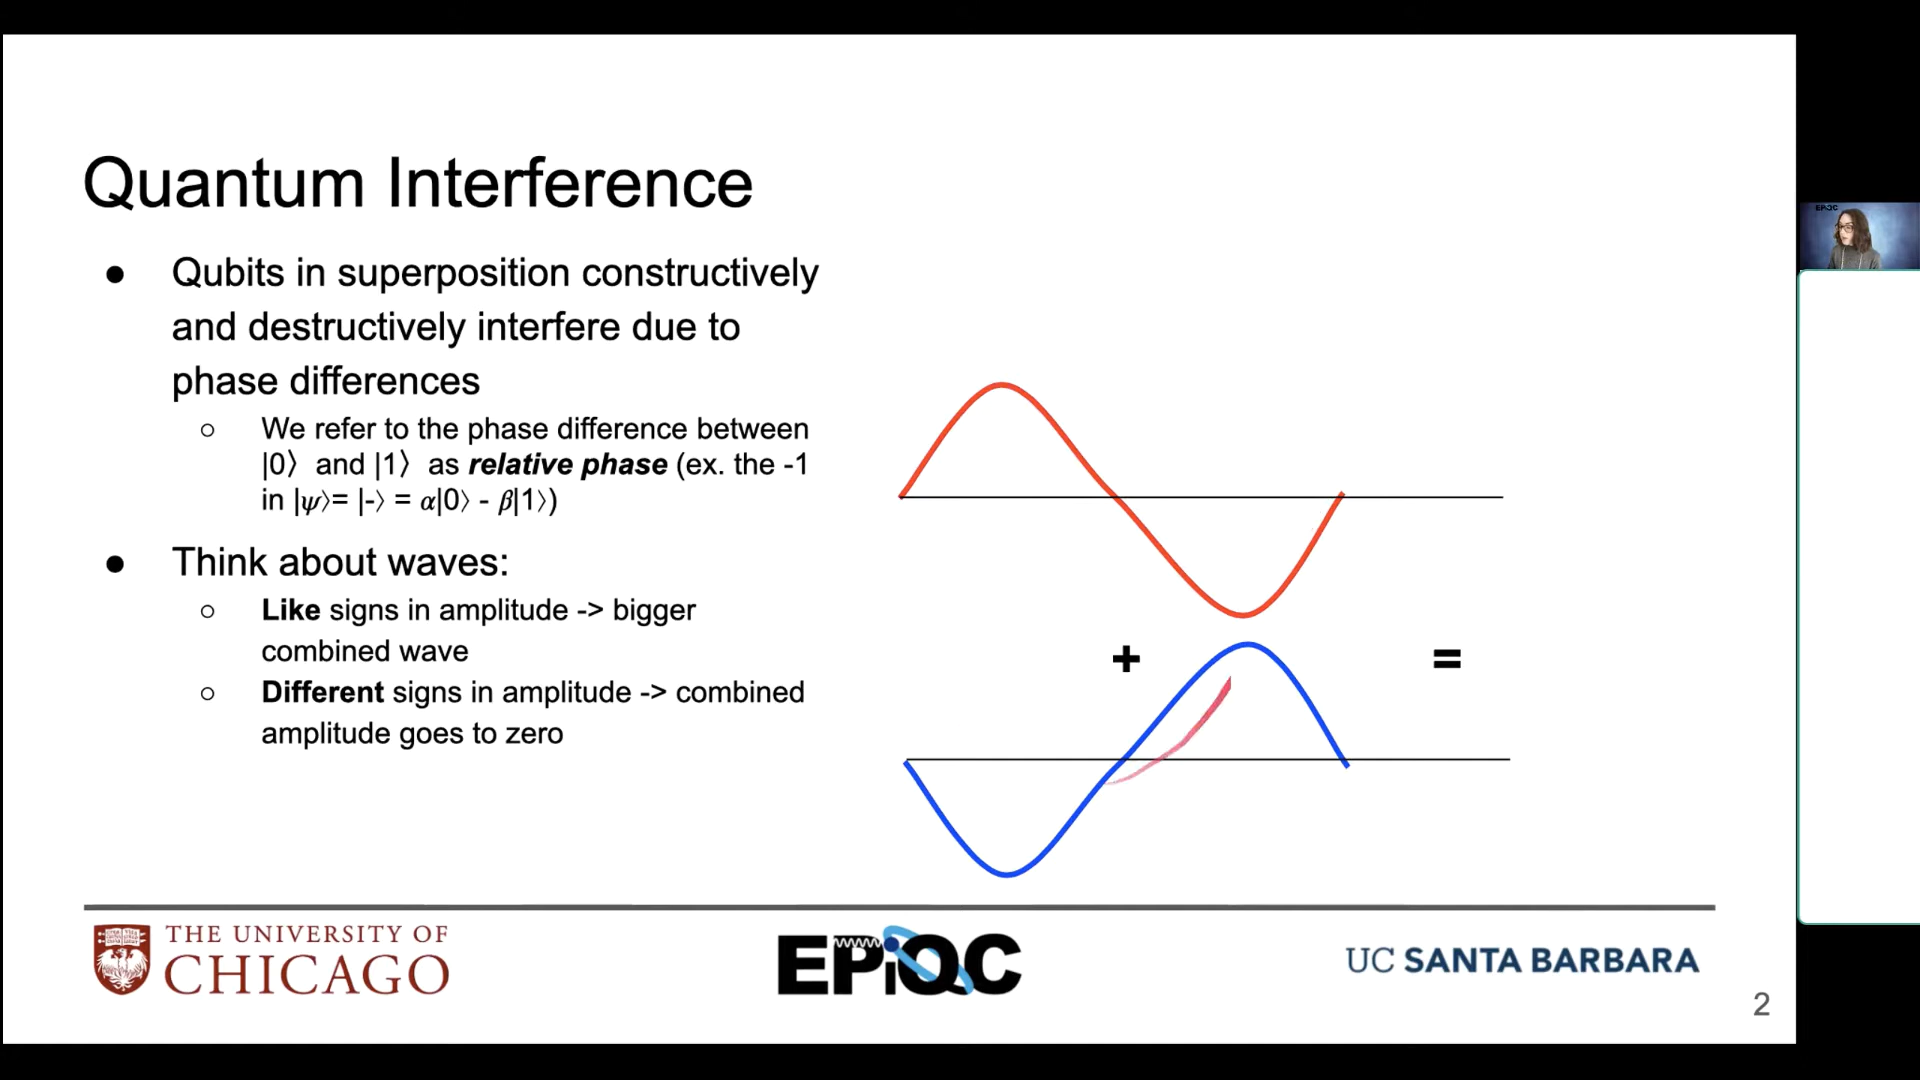 Quantum Interference
● Qubits in superposition constructively
and destructively interfere due to
phase differences
○ We refer to the phase difference between
|0⟩ and |1⟩ as relative phase (ex. the -1
in |𝜓⟩= |-⟩ = 𝛼|0⟩ - 𝛽|1⟩)
● Think about waves:
○ Like signs in amplitude -> bigger
combined wave
○ Different signs in amplitude -> combined
amplitude goes to zero
+ =
THE UNIVERSITY OF
CHICAGO
EPiQC
UC SANTA BARBARA
2
EPiQC